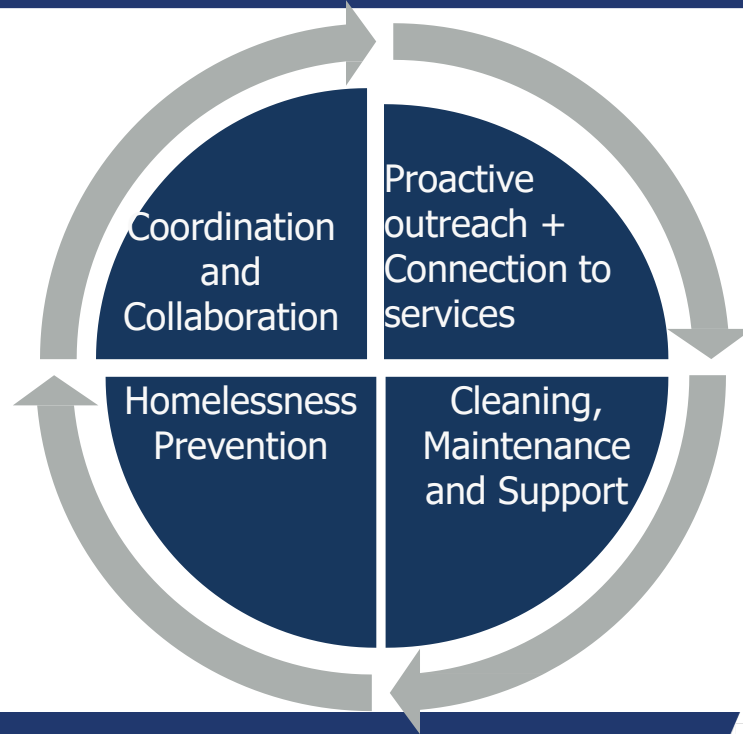 Coordination
and
Collaboration
Proactive
outreach +
Connection to
services
Homelessness
Prevention
Cleaning,
Maintenance
and Support